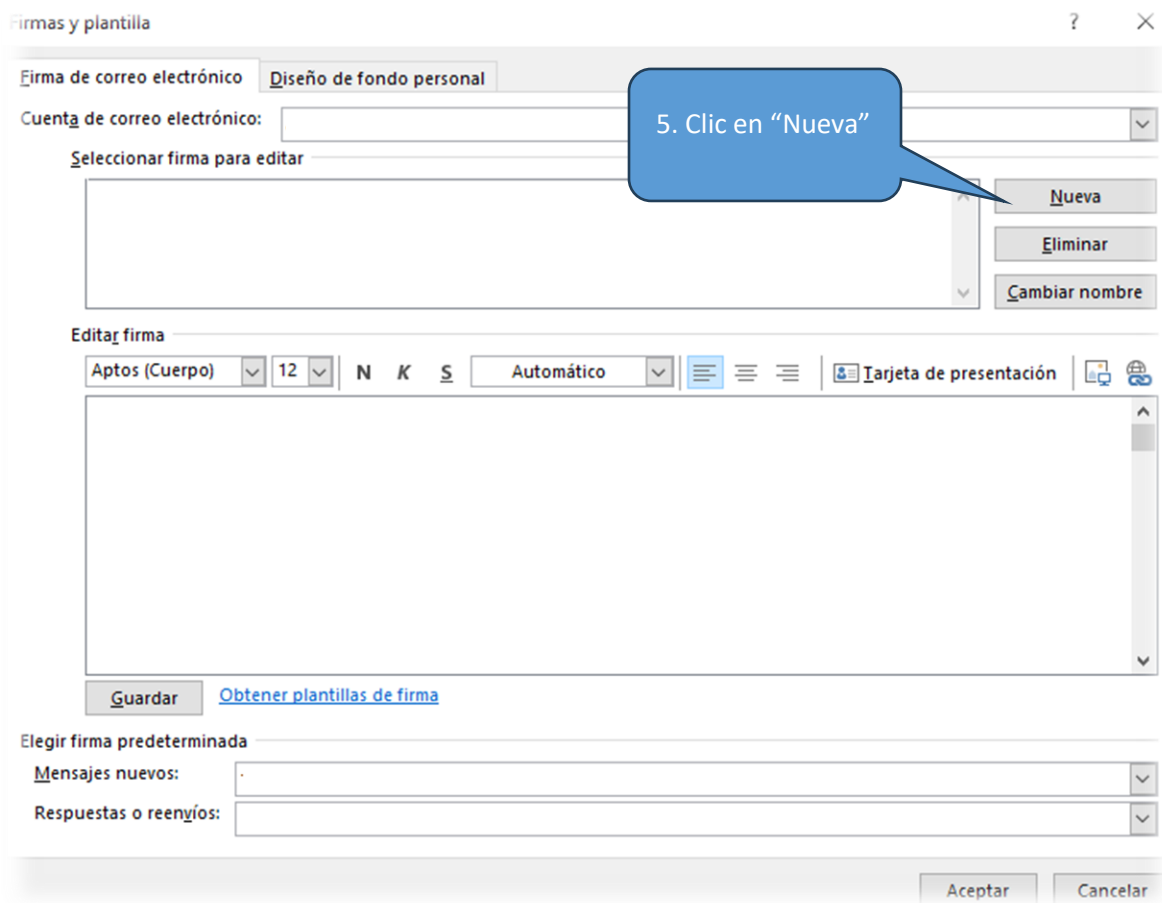 Firmas y plantilla
?
Firma de correo electrónico
Diseño de fondo personal
Cuenta de correo electrónico:
5. Clic en “Nueva”
Seleccionar firma para editar
Nueva
Eliminar
Cambiar nombre
Editar firma
Aptos (Cuerpo) 12 N K S Automático Tarjeta de presentación
Guardar Obtener plantillas de firma
Elegir firma predeterminada
Mensajes nuevos:
Respuestas o reenvíos:
Aceptar Cancelar